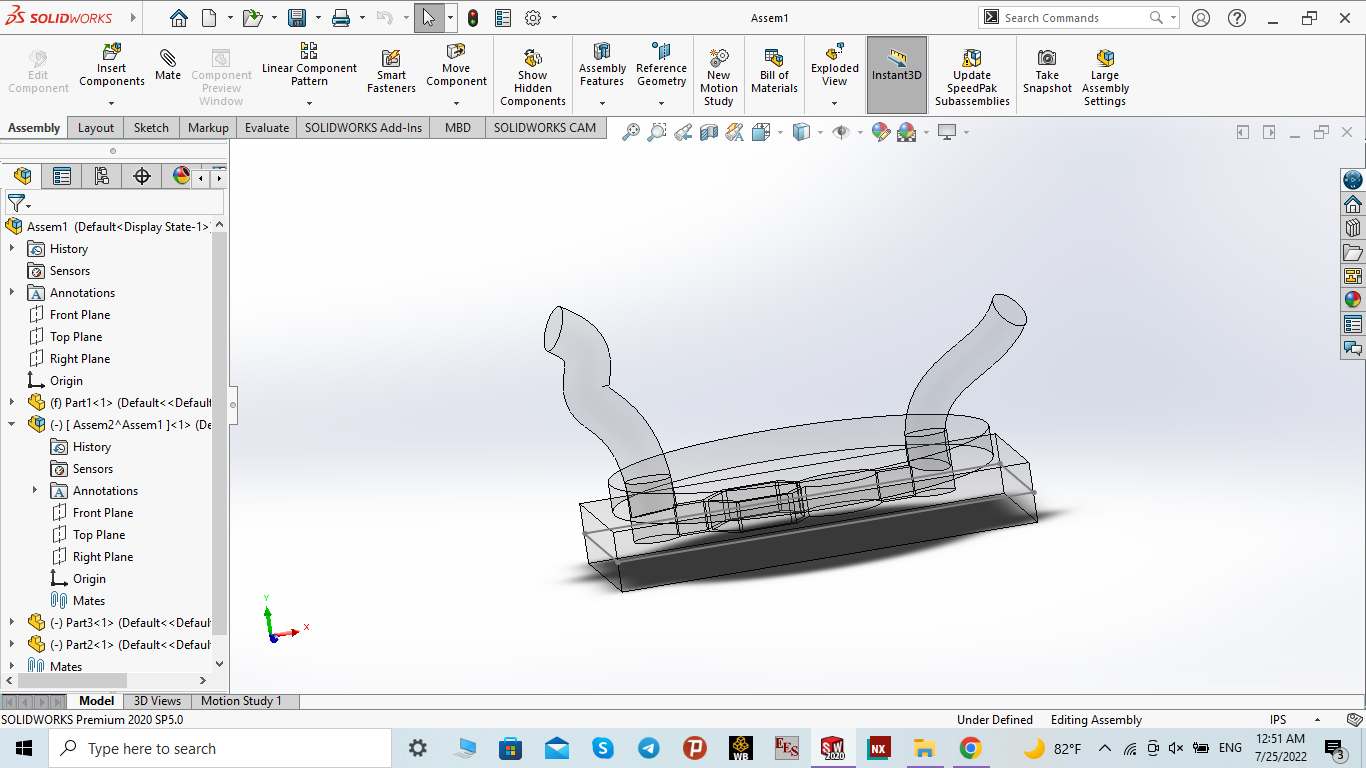 SOLIDWORKS
Assem1
Search Commands
Edit
Component
Insert
Components
Mate
Component
Preview
Window
Linear Component
Pattern
Smart
Fasteners
Move
Component
Show
Hidden
Components
Assembly
Features
Reference
Geometry
New
Motion
Study
Bill of
Materials
Exploded
View
Instant3D
Update
SpeedPak
Subassemblies
Take
Snapshot
Large
Assembly
Settings
Assembly
Layout
Sketch
Markup
Evaluate
SOLIDWORKS Add-Ins
MBD
SOLIDWORKS CAM
Assem1 (Default<Display State-1>
History
Sensors
Annotations
Front Plane
Top Plane
Right Plane
Origin
(f) Part1<1> (Default<<Default
(-) [ Assem2^Assem1 ]<1> (De
History
Sensors
Annotations
Front Plane
Top Plane
Right Plane
Origin
Mates
(-) Part3<1> (Default<<Defaul
(-) Part2<1> (Default<<Defaul
Mates
Y
X
Model
3D Views
Motion Study 1
SOLIDWORKS Premium 2020 SP5.0
Under Defined
Editing Assembly
IPS
Type here to search
WB
EES
SW
2020
NX
82°F
ENG
12:51 AM
7/25/2022
3